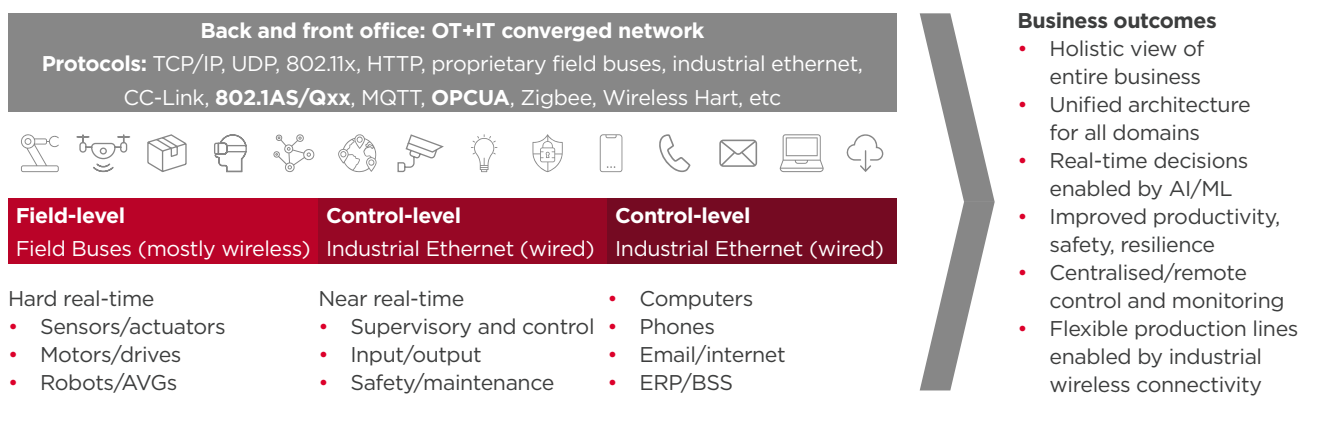 Back and front office: OT+IT converged network
Protocols: TCP/IP, UDP, 802.11x, HTTP, proprietary field buses, industrial ethernet,
CC-Link, 802.1AS/Qxx, MQTT, OPCUA, Zigbee, Wireless Hart, etc
Field-level
Field Buses (mostly wireless)
Control-level
Industrial Ethernet (wired)
Control-level
Industrial Ethernet (wired)
Hard real-time
• Sensors/actuators
• Motors/drives
• Robots/AVGs
Near real-time
• Supervisory and control
• Input/output
• Safety/maintenance
• Computers
• Phones
• Email/internet
• ERP/BSS
Business outcomes
• Holistic view of
entire business
• Unified architecture
for all domains
• Real-time decisions
enabled by AI/ML
• Improved productivity,
safety, resilience
• Centralised/remote
control and monitoring
• Flexible production lines
enabled by industrial
wireless connectivity